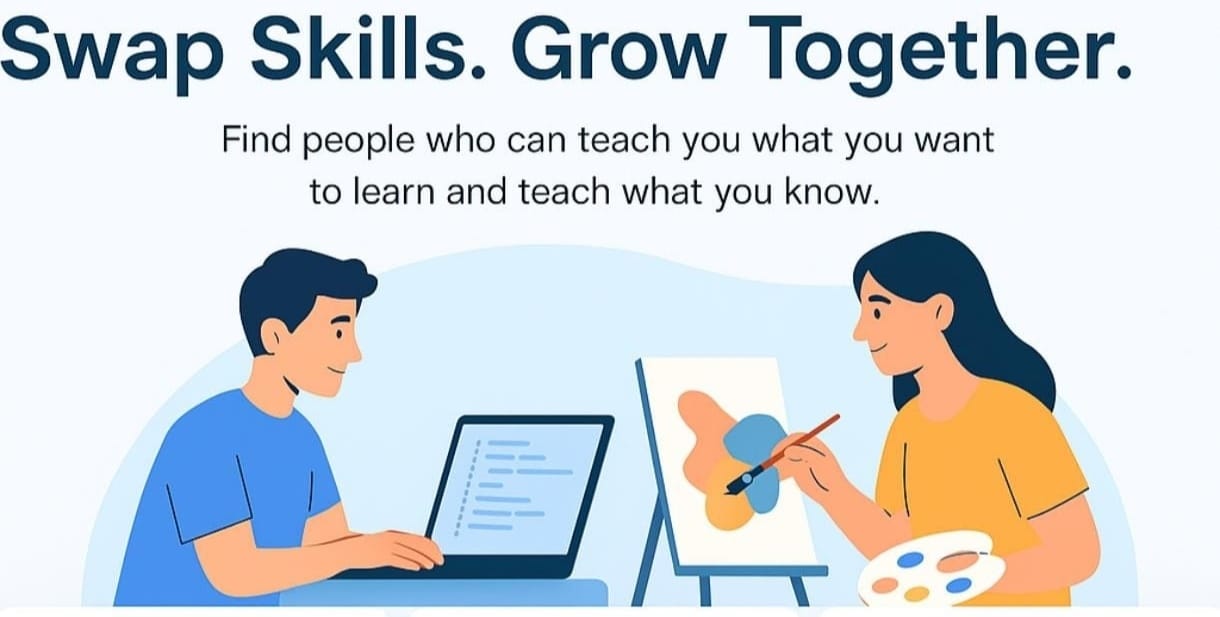 Swap Skills. Grow Together.
Find people who can teach you what you want
to learn and teach what you know.